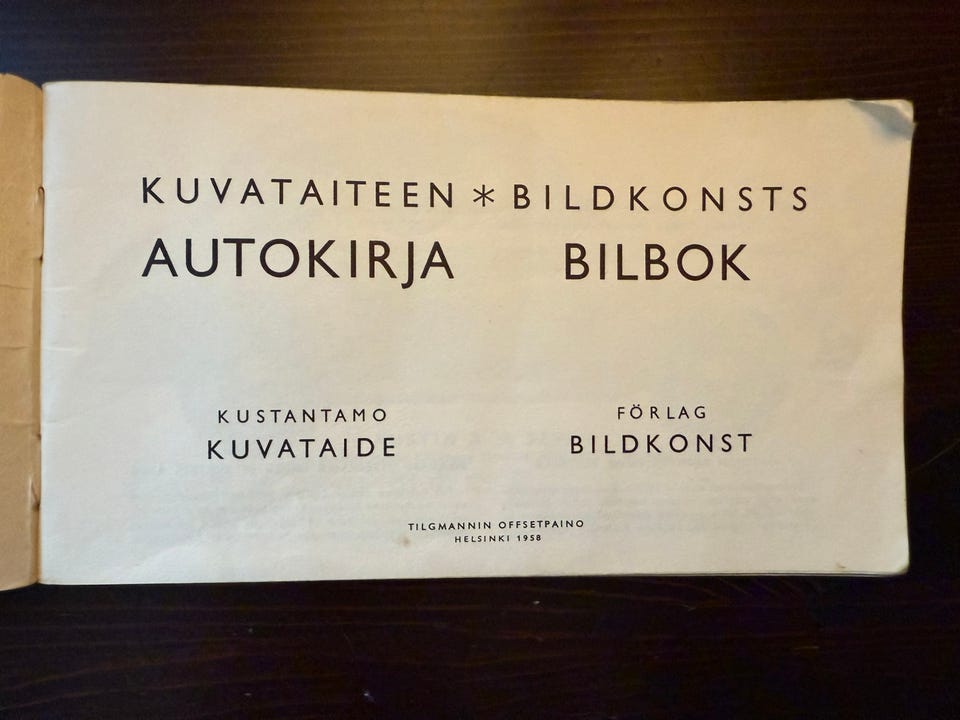 KUVATAITEEN * BILDKONSTS
AUTOKIRJA BILBOK
KUSTANTAMO FÖRLAG
KUVATAIDE BILDKONST
TILGMANNIN OFFSETPAINO
HELSINKI 1958